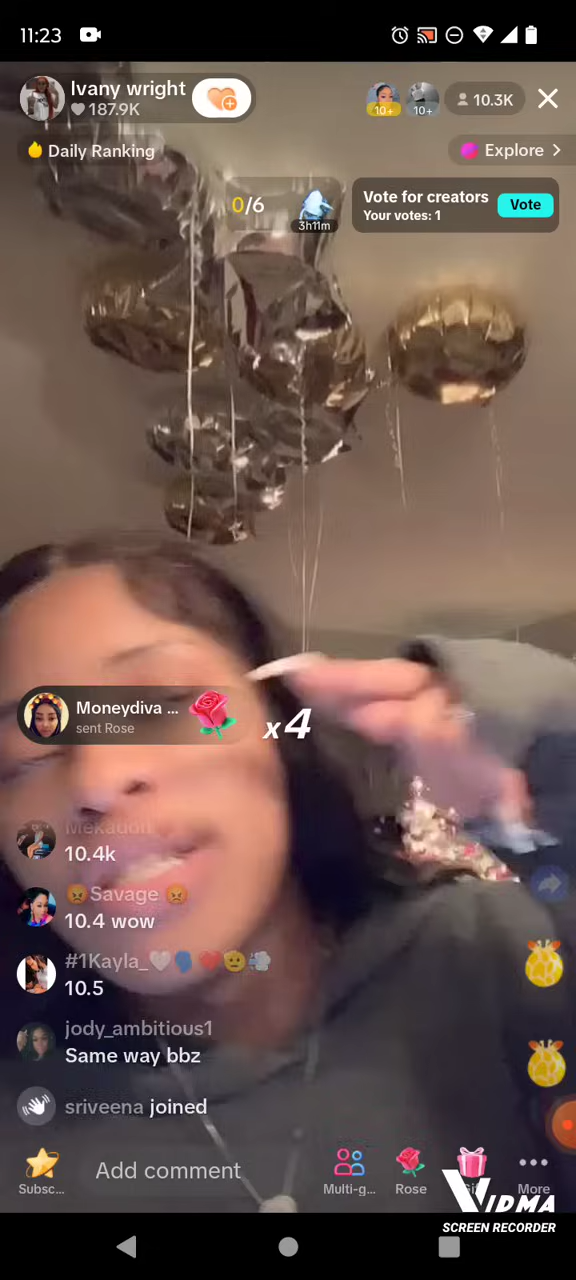 11:23
Ivany wright
187.9K
10+
10+
10.3K
Daily Ranking
Explore >
0/6
3h11m
Vote for creators
Your votes: 1
Vote
Moneydiva ...
sent Rose
x4
Mekadoll
10.4k
😡Savage 😡
10.4 wow
#1Kayla_🤍🗣️❤️🫡💨
10.5
jody_ambitious1
Same way bbz
sriveena joined
Subsc...
Add comment
Multi-g...
Rose
More
VIDMA
SCREEN RECORDER